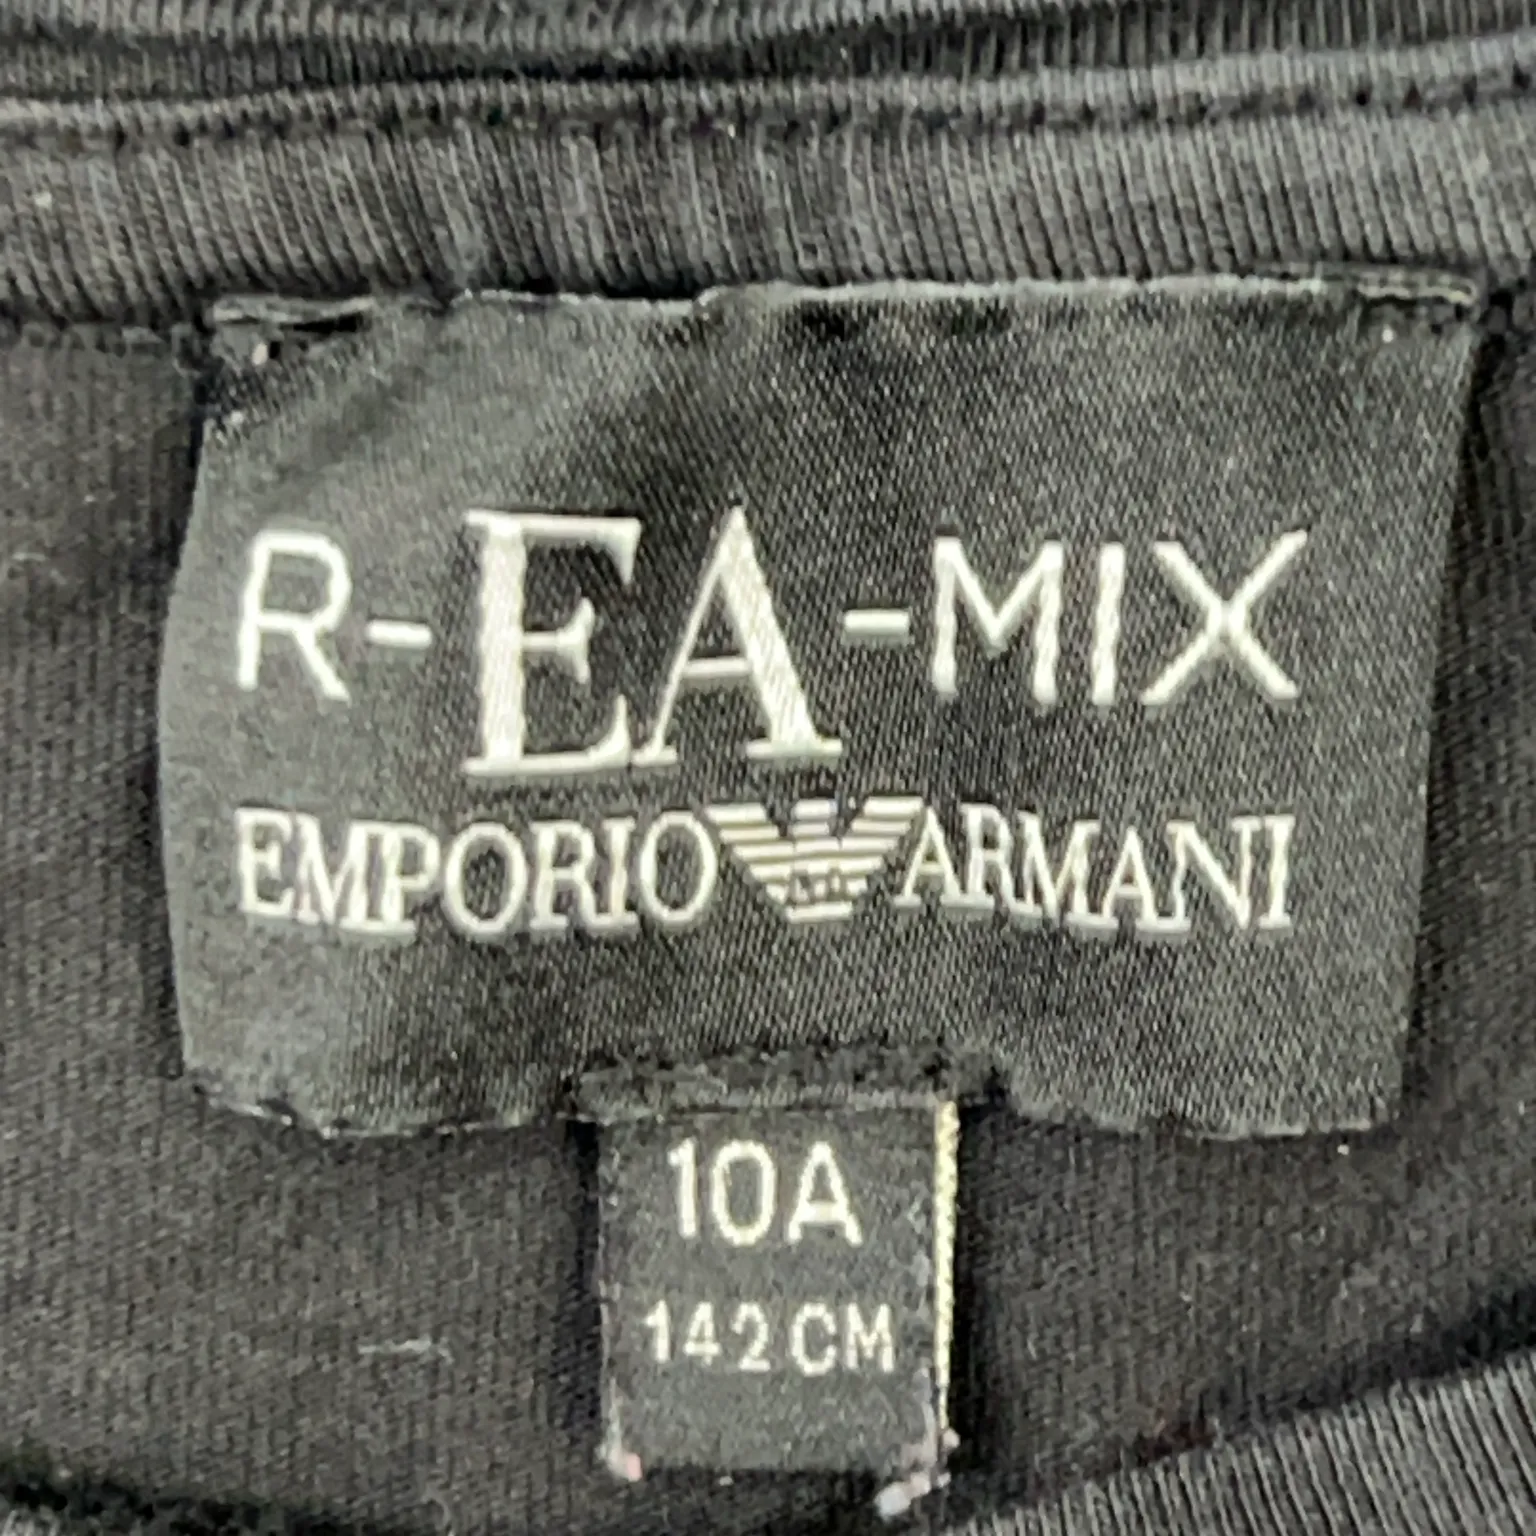 R-EA-MIX
EMPORIO ARMANI
10A
142 CM